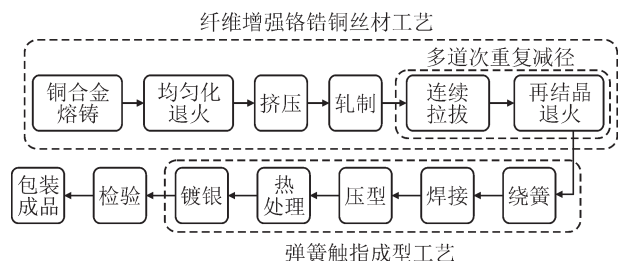 纤维增强铬锆铜丝材工艺
多道次重复减径
铜合金
熔铸
均匀化
退火
挤压
轧制
连续
拉拔
再结晶
退火
包装
成品
检验
镀银
热
处理
压型
焊接
绕簧
弹簧触指成型工艺